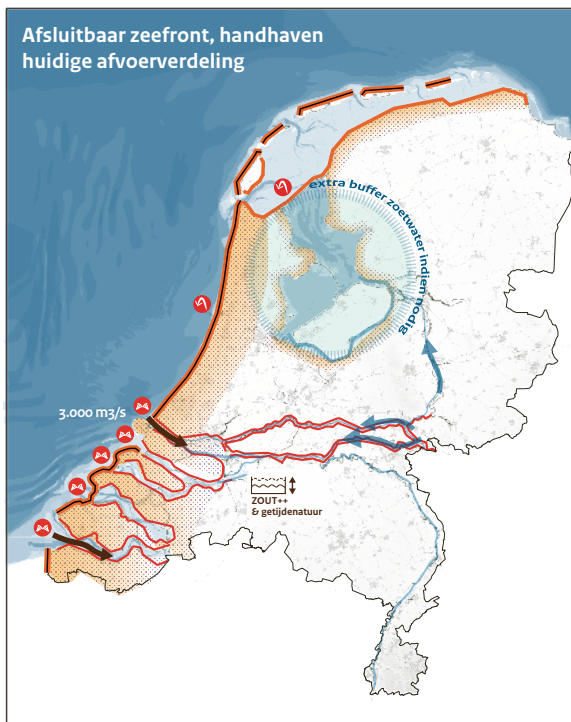 Afsluitbaar zeefront, handhaven
huidige afvoerverdeling
extra buffer zoetwater indien nodig
3.000 m3/s
ZOUT++
& getijdenatuur